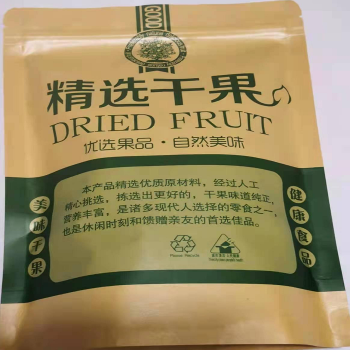 GOOD
精选干果
DRIED FRUIT
优选果品·自然美味
本产品精选优质原材料，经过人工
精心挑选，拣选出更好的，干果味道纯正，
营养丰富，是诸多现代人选择的零食之一，
也是休闲时刻和馈赠亲友的首选佳品。
美味干果
健康食品
Please Recycle